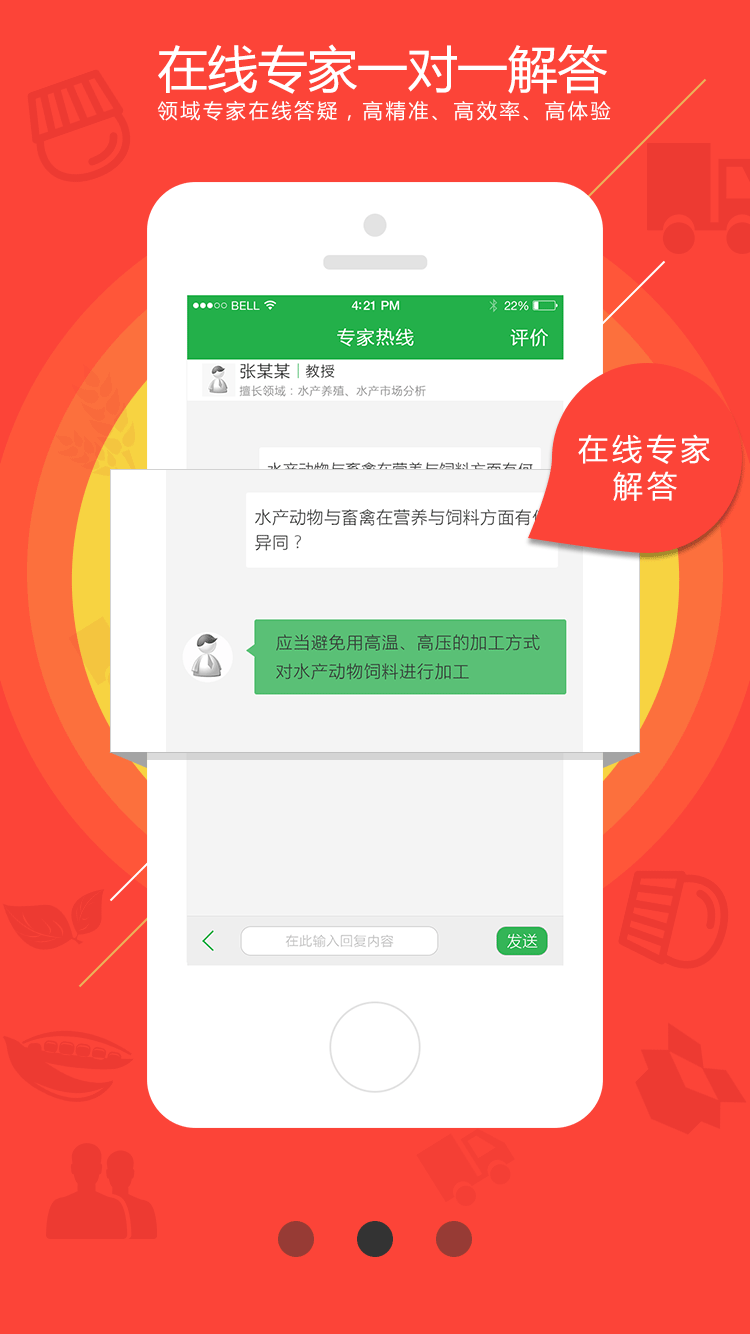 在线专家一对一解答
领域专家在线答疑，高精准、高效率、高体验
BELL 4:21 PM 22%
专家热线 评价
张某某 | 教授
擅长领域：水产养殖、水产市场分析
水产动物与畜禽在营养与饲料方面有何
在线专家
解答
水产动物与畜禽在营养与饲料方面有
异同？
应当避免用高温、高压的加工方式
对水产动物饲料进行加工
在此输入回复内容 发送